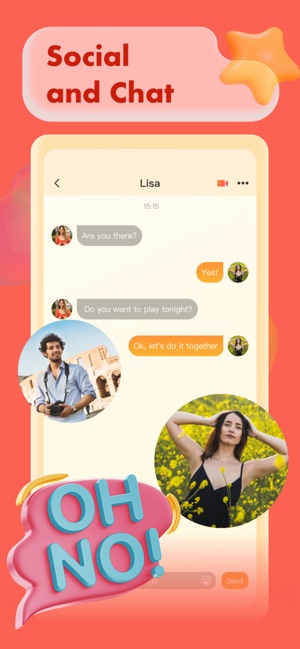 Social
and Chat
Lisa
15:15
Are you there?
Yes!
Do you want to play tonight?
Ok, let's do it together
OH
NO!
Send